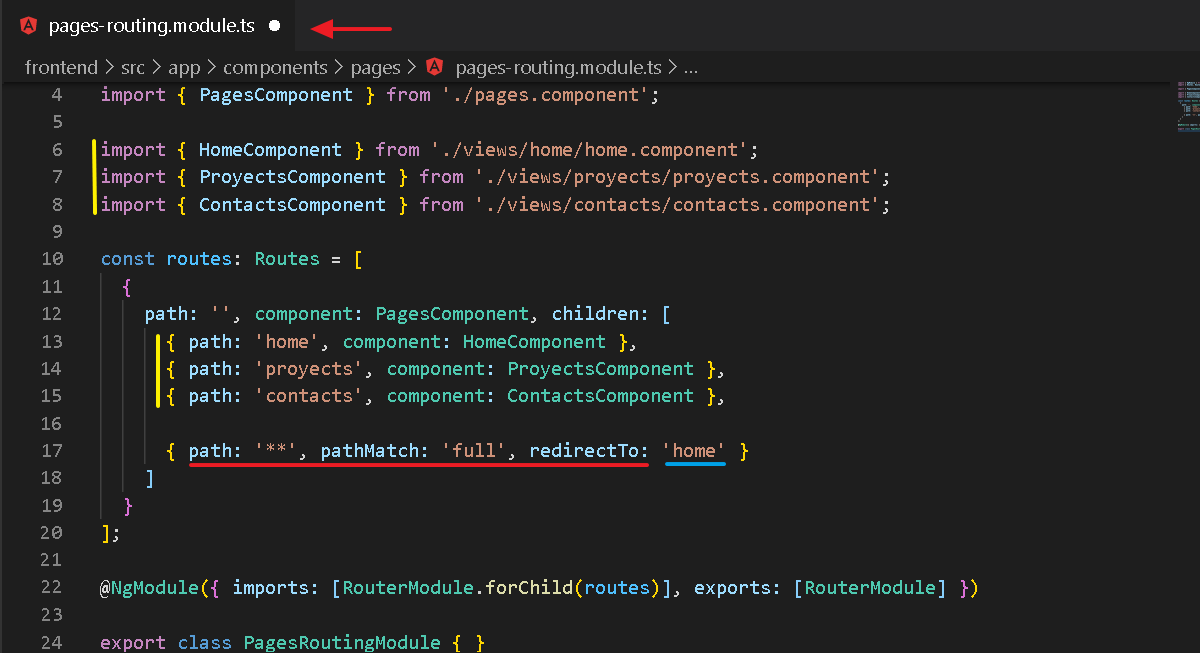 pages-routing.module.ts
frontend > src > app > components > pages > pages-routing.module.ts > ...
4 import { PagesComponent } from './pages.component';
5
6 import { HomeComponent } from './views/home/home.component';
7 import { ProyectsComponent } from './views/proyects/proyects.component';
8 import { ContactsComponent } from './views/contacts/contacts.component';
9
10 const routes: Routes = [
11 {
12 path: '', component: PagesComponent, children: [
13 { path: 'home', component: HomeComponent },
14 { path: 'proyects', component: ProyectsComponent },
15 { path: 'contacts', component: ContactsComponent },
16
17 { path: '**', pathMatch: 'full', redirectTo: 'home' }
18 ]
19 }
20 ];
21
22 @NgModule({ imports: [RouterModule.forChild(routes)], exports: [RouterModule] })
23
24 export class PagesRoutingModule { }